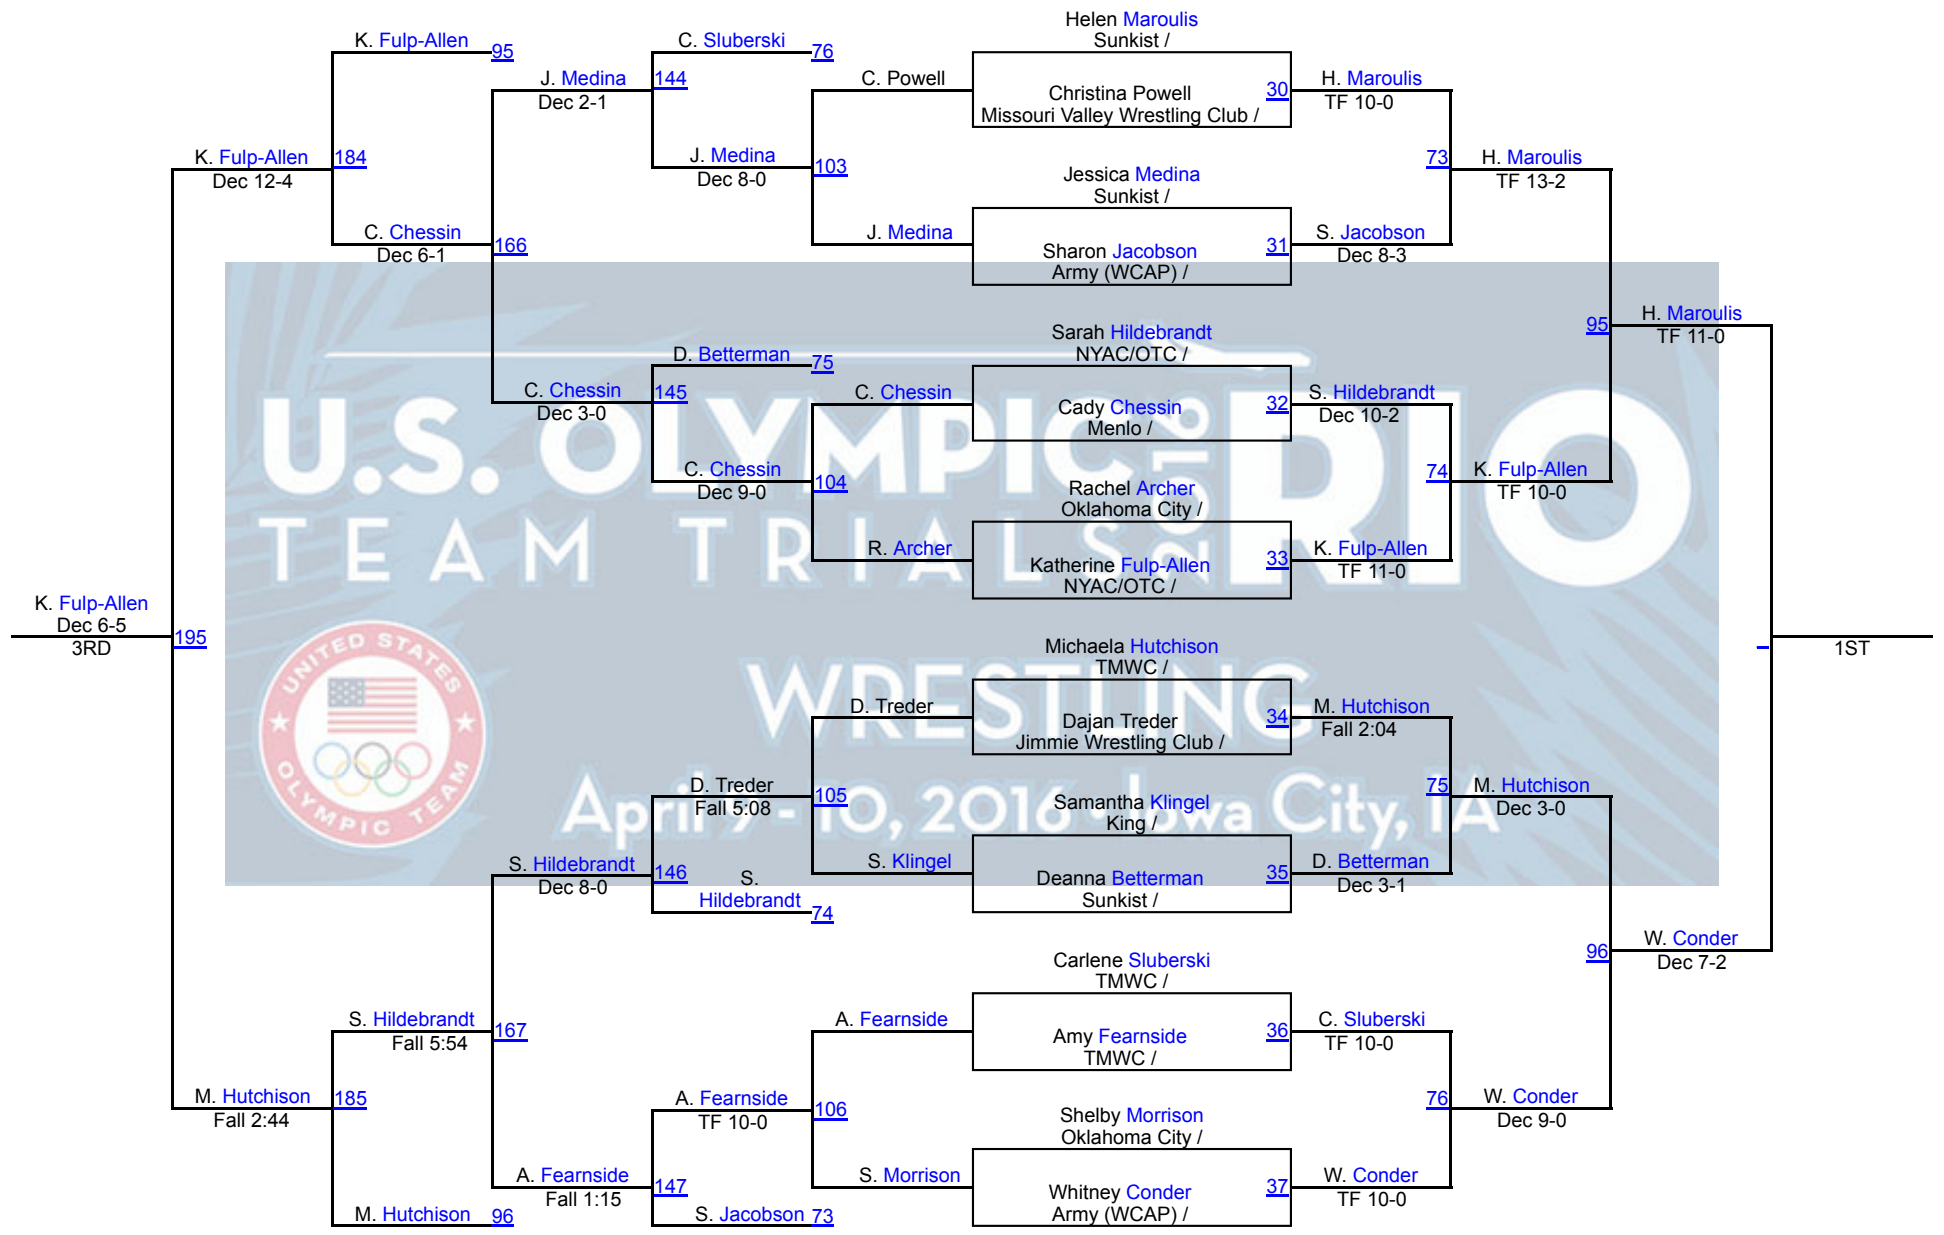 Helen Maroulis
Sunkist /
K. Fulp-Allen
95
C. Sluberski
76
J. Medina
144
Dec 2-1
C. Powell
Christina Powell
30
Missouri Valley Wrestling Club /
H. Maroulis
TF 10-0
K. Fulp-Allen
184
Dec 12-4
J. Medina
103
Dec 8-0
Jessica Medina
Sunkist /
73
H. Maroulis
TF 13-2
C. Chessin
166
Dec 6-1
J. Medina
Sharon Jacobson
31
Army (WCAP) /
S. Jacobson
Dec 8-3
95
H. Maroulis
TF 11-0
Sarah Hildebrandt
NYAC/OTC /
D. Betterman
75
C. Chessin
145
Dec 3-0
C. Chessin
Cady Chessin
32
Menlo /
S. Hildebrandt
Dec 10-2
U.S. OLYMPIC
2016
RIO
TEAM TRIALS
C. Chessin
104
Dec 9-0
Rachel Archer
Oklahoma City /
74
K. Fulp-Allen
TF 10-0
R. Archer
Katherine Fulp-Allen
33
NYAC/OTC /
K. Fulp-Allen
TF 11-0
K. Fulp-Allen
Dec 6-5
195
3RD
1ST
UNITED STATES
OLYMPIC TEAM
WRESTLING
Michaela Hutchison
TMWC /
D. Treder
Dajan Treder
34
Jimmie Wrestling Club /
M. Hutchison
Fall 2:04
April 9 - 10, 2016 · Iowa City, IA
D. Treder
105
Fall 5:08
Samantha Klingel
King /
75
M. Hutchison
Dec 3-0
S. Hildebrandt
146
Dec 8-0
S. Klingel
Deanna Betterman
35
Sunkist /
D. Betterman
Dec 3-1
S.
Hildebrandt
74
96
W. Conder
Dec 7-2
Carlene Sluberski
TMWC /
S. Hildebrandt
167
Fall 5:54
A. Fearnside
Amy Fearnside
36
TMWC /
C. Sluberski
TF 10-0
M. Hutchison
185
Fall 2:44
A. Fearnside
106
TF 10-0
Shelby Morrison
Oklahoma City /
76
W. Conder
Dec 9-0
A. Fearnside
147
Fall 1:15
S. Morrison
Whitney Conder
37
Army (WCAP) /
W. Conder
TF 10-0
M. Hutchison
96
S. Jacobson
73